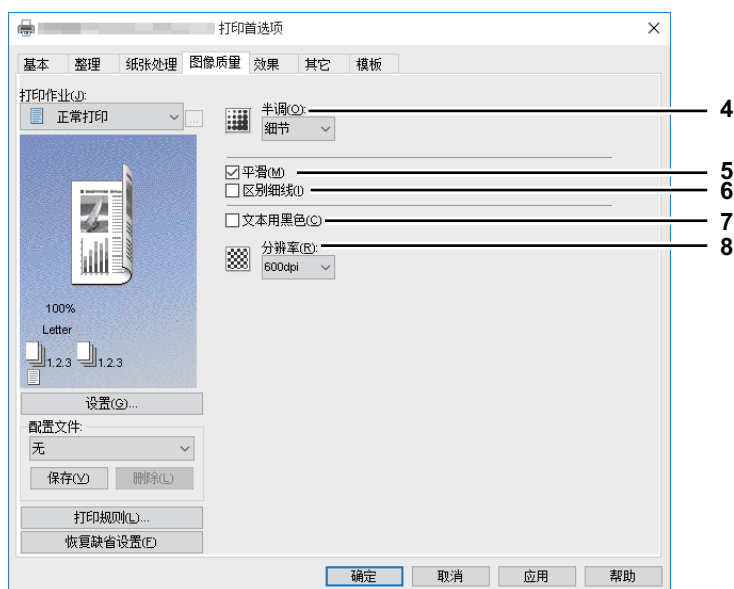 打印首选项
基本 整理 纸张处理 图像质量 效果 其它 模板
打印作业(J):
正常打印
...
半调(O):
4
细节
平滑(M)
5
区别细线(I)
6
文本用黑色(C)
7
分辨率(R):
8
600dpi
100%
Letter
1.2.3 1.2.3
设置(G)...
配置文件:
无
保存(V) 删除(L)
打印规则(L)...
恢复缺省设置(F)
确定 取消 应用 帮助